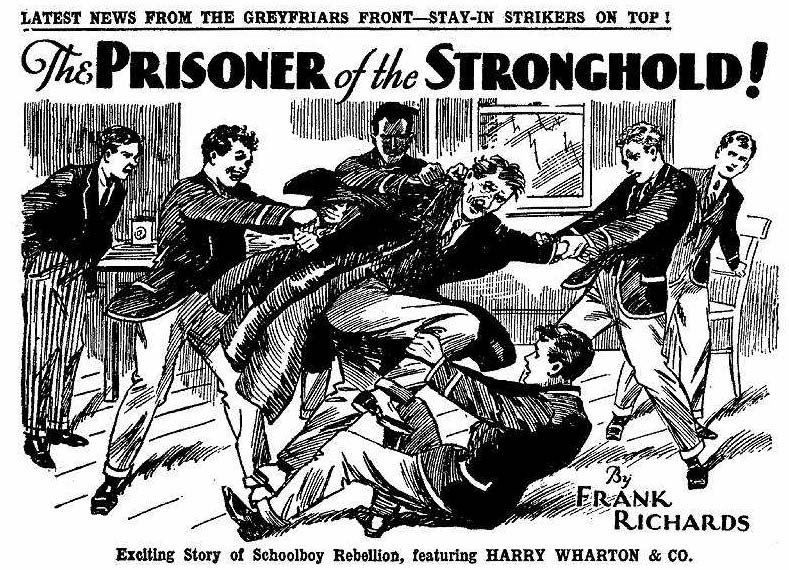 LATEST NEWS FROM THE GREYFRIARS FRONT—STAY-IN STRIKERS ON TOP!
The PRISONER of the STRONGHOLD!
By
FRANK
RICHARDS
Exciting Story of Schoolboy Rebellion, featuring HARRY WHARTON & CO.